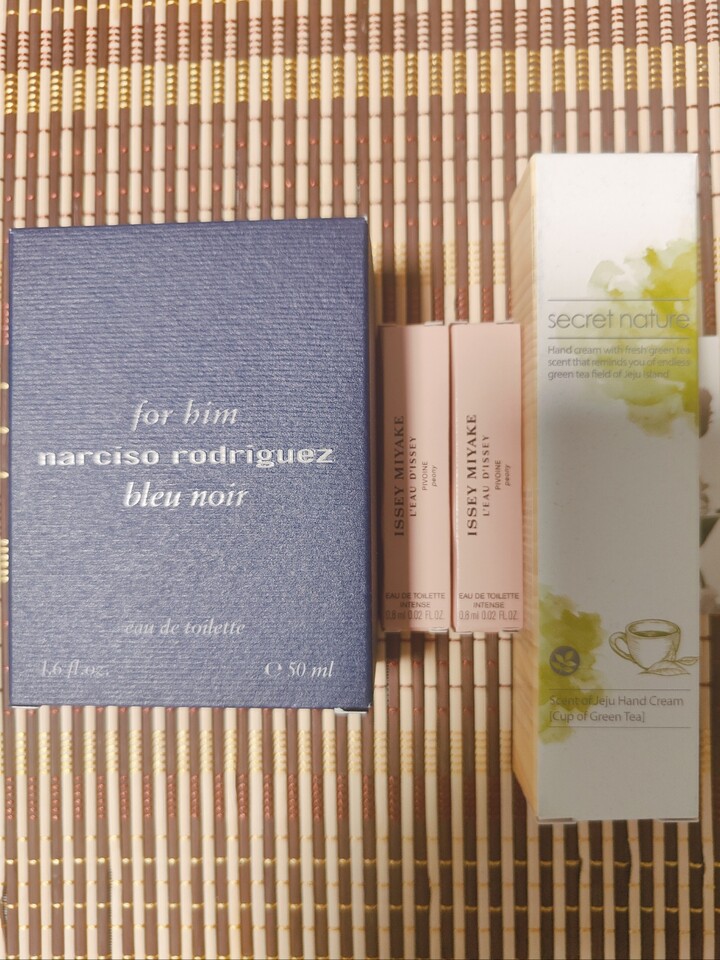 for him
narciso rodriguez
bleu noir
eau de toilette
1.6 fl.oz.
℮ 50 ml
ISSEY MIYAKE
L'EAU D'ISSEY
PIVOINE
peony
EAU DE TOILETTE
INTENSE
0.8 ml 0.02 FL.OZ.
ISSEY MIYAKE
L'EAU D'ISSEY
PIVOINE
peony
EAU DE TOILETTE
INTENSE
0.8 ml 0.02 FL.OZ.
secret nature
Hand cream with fresh green tea
scent that reminds you of endless
green tea field of Jeju Island
Scent of Jeju Hand Cream
[Cup of Green Tea]